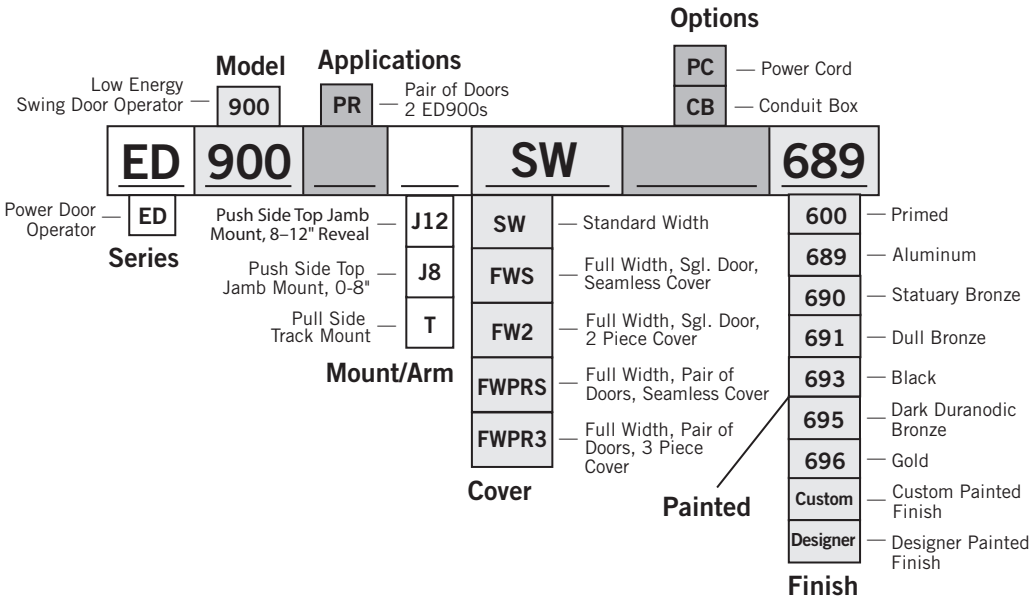 Options
PC
Power Cord
CB
Conduit Box
Applications
PR
Pair of Doors
2 ED900s
Model
Low Energy
Swing Door Operator
900
ED
900
SW
689
Power Door
Operator
ED
Series
Push Side Top Jamb
Mount, 8–12" Reveal
J12
Push Side Top
Jamb Mount, 0-8"
J8
Pull Side
Track Mount
T
Mount/Arm
SW
Standard Width
FWS
Full Width, Sgl. Door,
Seamless Cover
FW2
Full Width, Sgl. Door,
2 Piece Cover
FWPRS
Full Width, Pair of
Doors, Seamless Cover
FWPR3
Full Width, Pair of
Doors, 3 Piece
Cover
Cover
600
Primed
689
Aluminum
690
Statuary Bronze
691
Dull Bronze
693
Black
695
Dark Duranodic
Bronze
696
Gold
Custom
Custom Painted
Finish
Designer
Designer Painted
Finish
Painted
Finish